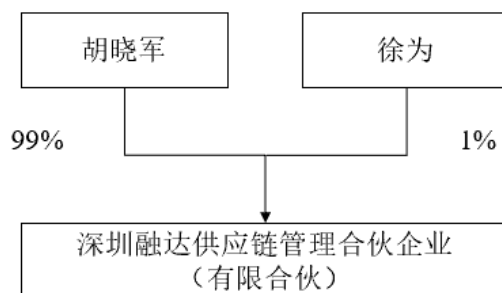 胡晓军
徐为
99%
1%
深圳融达供应链管理合伙企业
（有限合伙）